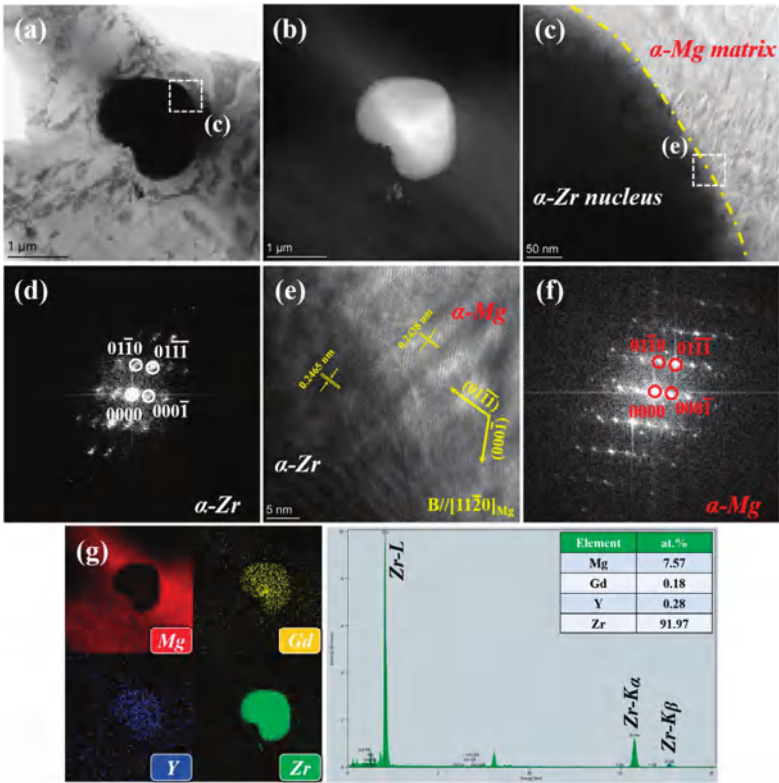 (a)
(c)
1 μm
(b)
1 μm
(c)
α-Mg matrix
(e)
α-Zr nucleus
50 nm
(d)
011̄0
011̄1̄
0000
0001̄
α-Zr
(e)
α-Mg
0.2438 nm
0.2465 nm
(011̄1̄)
(0001̄)
α-Zr
5 nm
B//[112̄0]Mg
(f)
011̄0
011̄1̄
0000
0001̄
α-Mg
(g)
Mg
Gd
Y
Zr
Zr-L
Zr-Kα
Zr-Kβ
Element at.%
Mg 7.57
Gd 0.18
Y 0.28
Zr 91.97